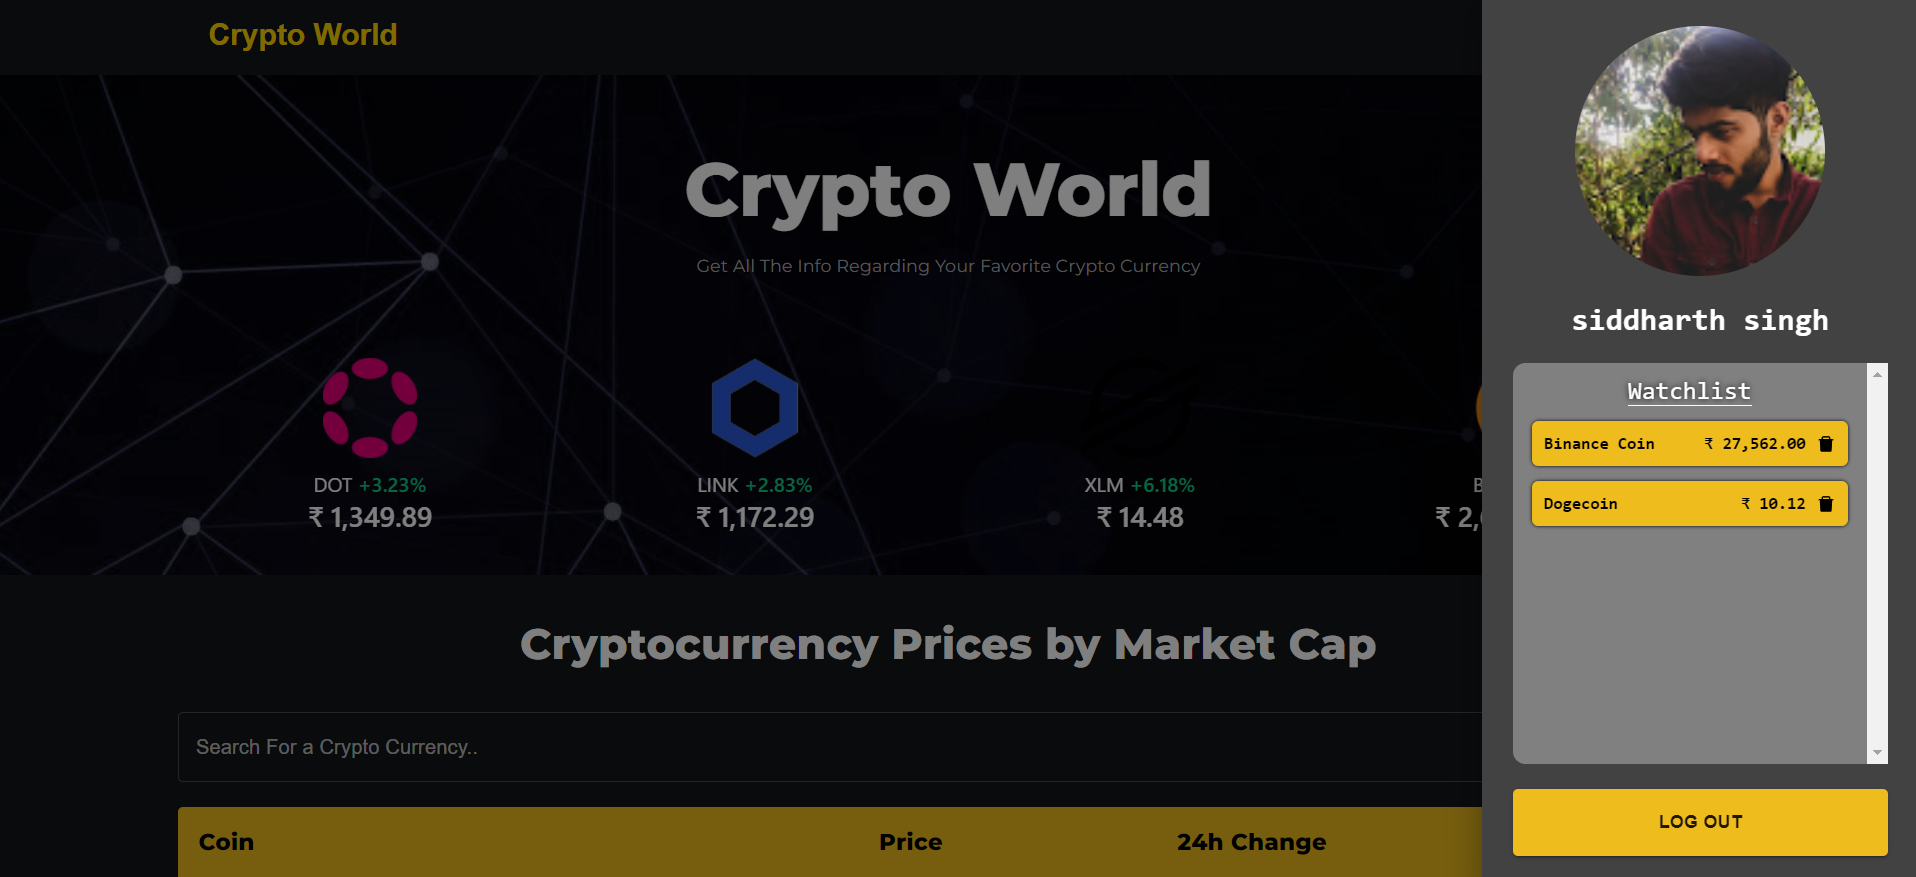 Crypto World
Crypto World
Get All The Info Regarding Your Favorite Crypto Currency
DOT +3.23%
₹ 1,349.89
LINK +2.83%
₹ 1,172.29
XLM +6.18%
₹ 14.48
B
₹ 2,
Cryptocurrency Prices by Market Cap
Search For a Crypto Currency..
Coin Price 24h Change
siddharth singh
Watchlist
Binance Coin ₹ 27,562.00
Dogecoin ₹ 10.12
LOG OUT